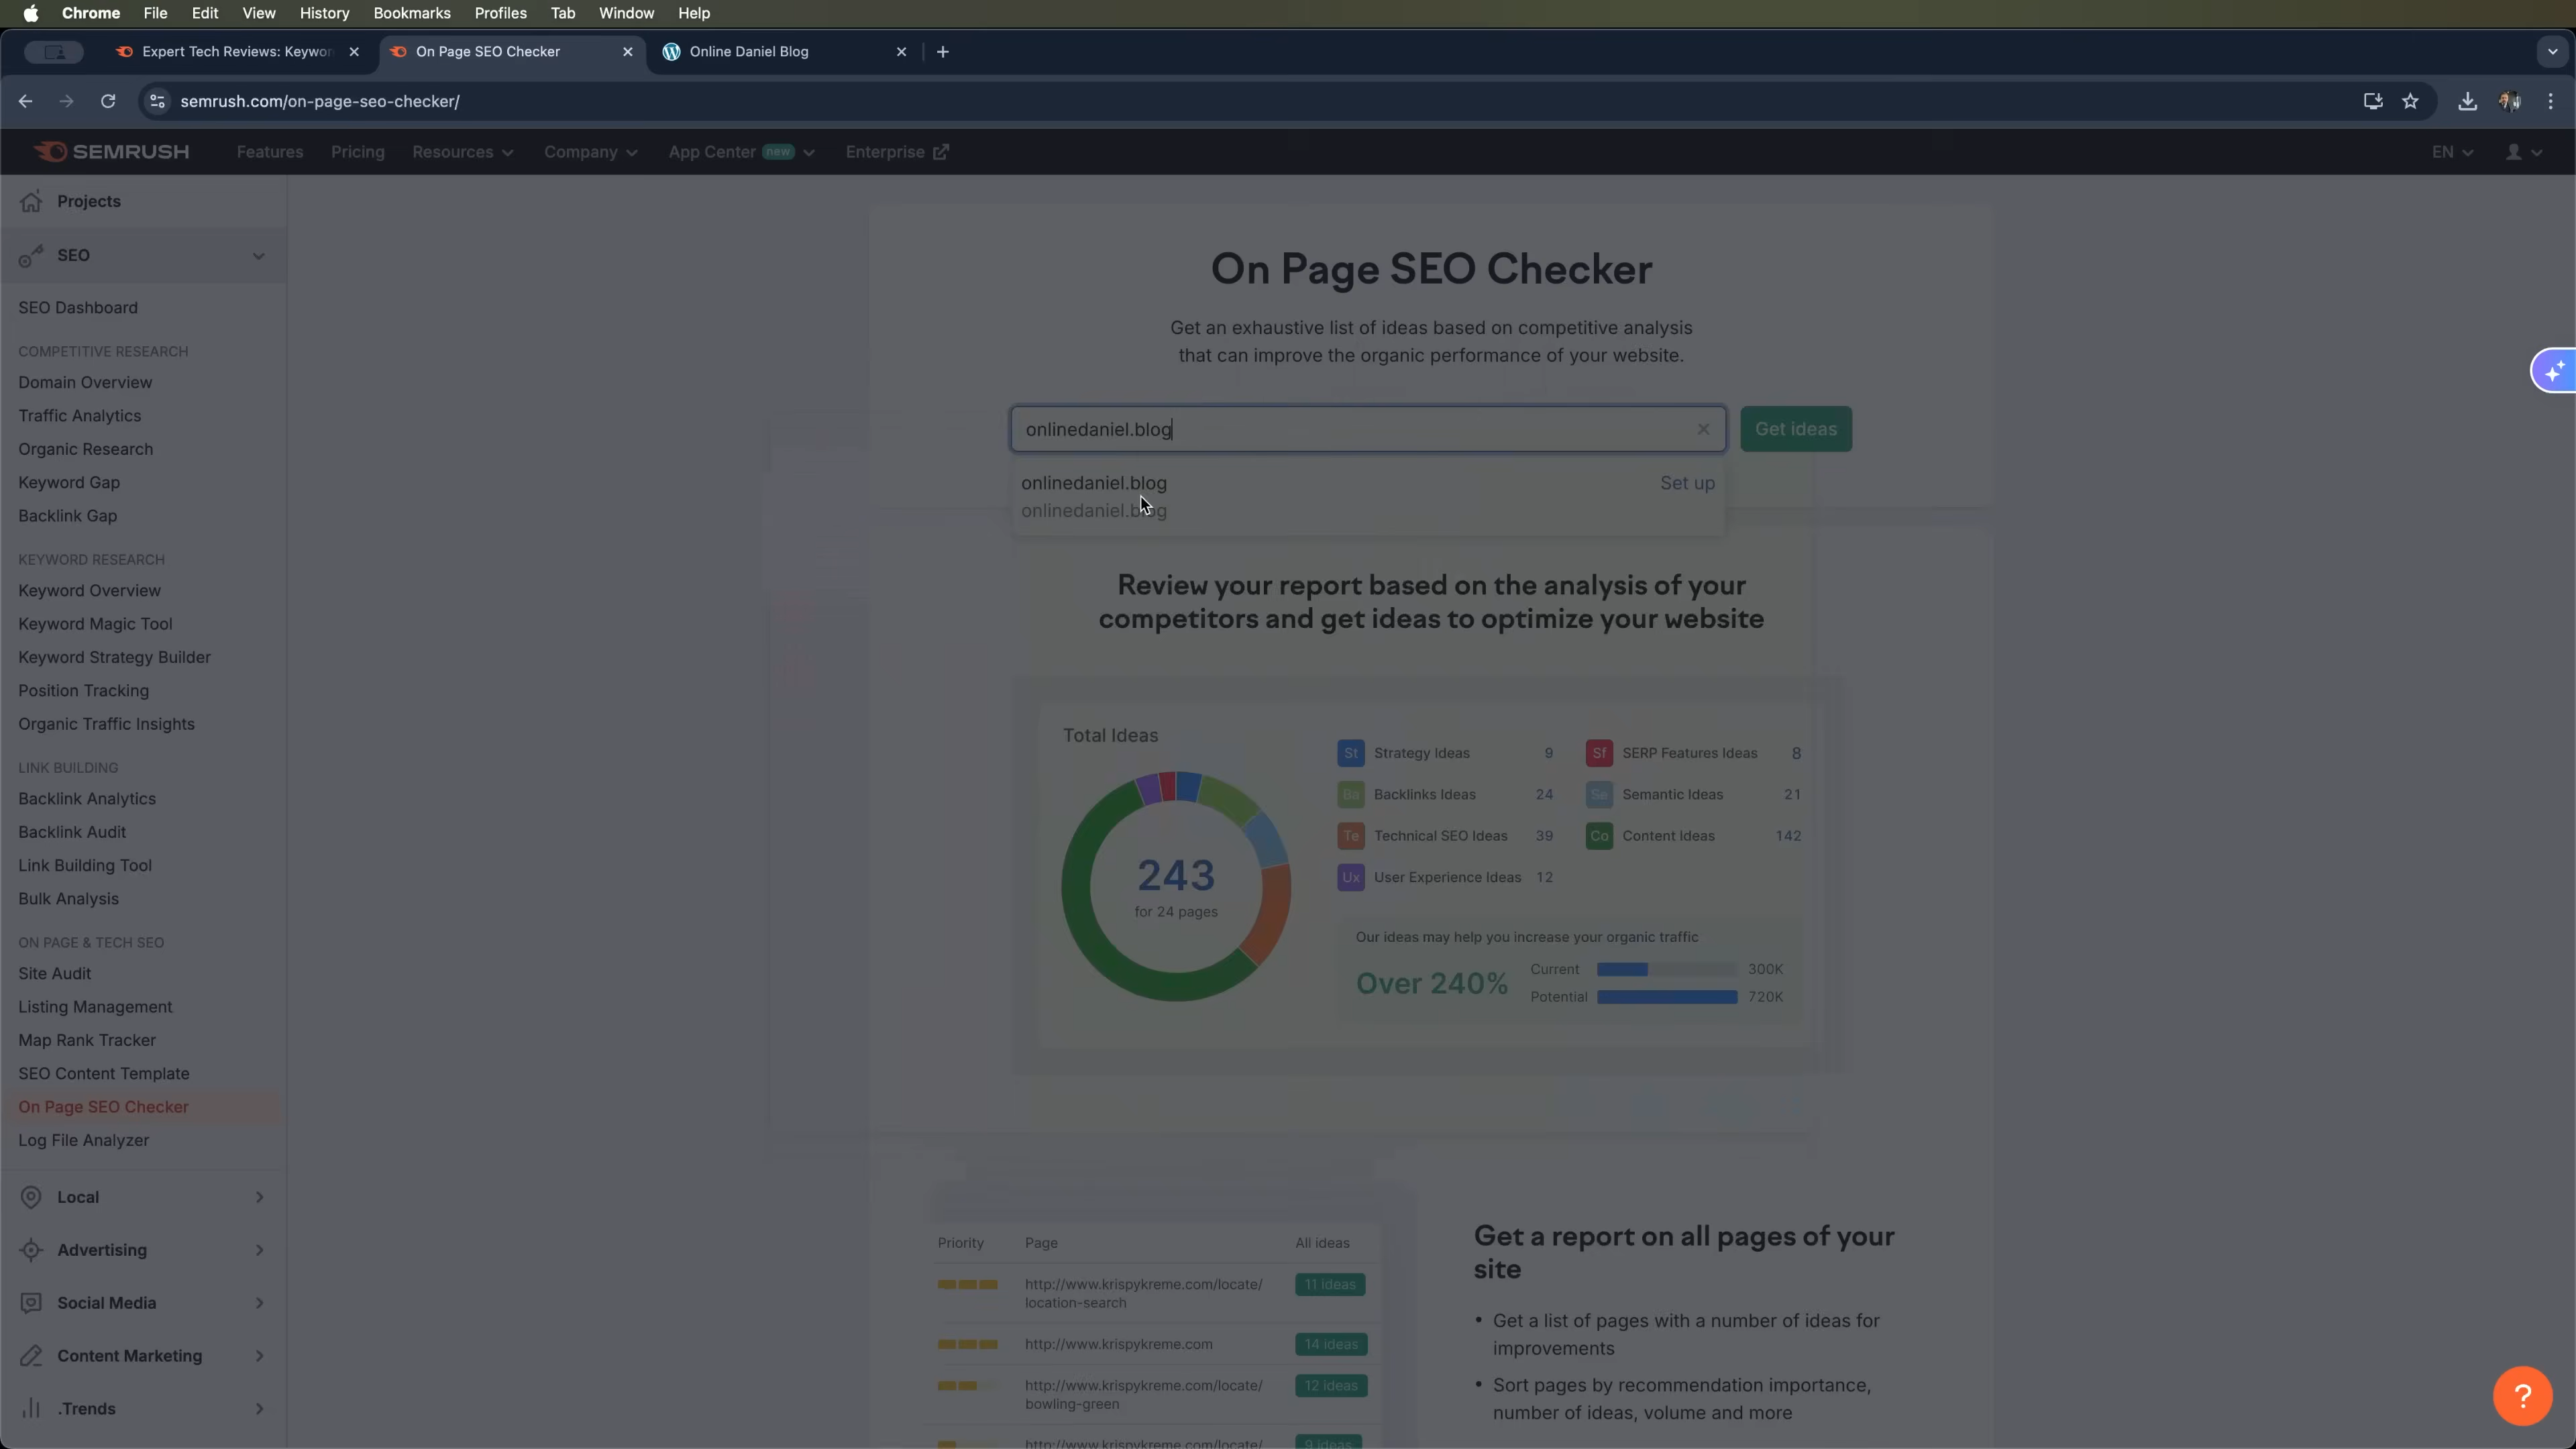 Chrome File Edit View History Bookmarks Profiles Tab Window Help
Expert Tech Reviews: Keywor
On Page SEO Checker
Online Daniel Blog
semrush.com/on-page-seo-checker/
SEMRUSH Features Pricing Resources Company App Center new Enterprise EN
Projects
SEO
SEO Dashboard
COMPETITIVE RESEARCH
Domain Overview
Traffic Analytics
Organic Research
Keyword Gap
Backlink Gap
KEYWORD RESEARCH
Keyword Overview
Keyword Magic Tool
Keyword Strategy Builder
Position Tracking
Organic Traffic Insights
LINK BUILDING
Backlink Analytics
Backlink Audit
Link Building Tool
Bulk Analysis
ON PAGE & TECH SEO
Site Audit
Listing Management
Map Rank Tracker
SEO Content Template
On Page SEO Checker
Log File Analyzer
Local
Advertising
Social Media
Content Marketing
.Trends
On Page SEO Checker
Get an exhaustive list of ideas based on competitive analysis
that can improve the organic performance of your website.
onlinedaniel.blog
Get ideas
onlinedaniel.blog Set up
onlinedaniel.blog
Review your report based on the analysis of your
competitors and get ideas to optimize your website
Total Ideas
243
for 24 pages
St Strategy Ideas 9 Sf SERP Features Ideas 8
Ba Backlinks Ideas 24 Se Semantic Ideas 21
Te Technical SEO Ideas 39 Co Content Ideas 142
Ux User Experience Ideas 12
Our ideas may help you increase your organic traffic
Over 240%
Current 300K
Potential 720K
Priority Page All ideas
http://www.krispykreme.com/locate/
location-search
11 ideas
http://www.krispykreme.com 14 ideas
http://www.krispykreme.com/locate/
bowling-green
12 ideas
http://www.krispykreme.com/locate/
9 ideas
Get a report on all pages of your
site
• Get a list of pages with a number of ideas for
improvements
• Sort pages by recommendation importance,
number of ideas, volume and more
?